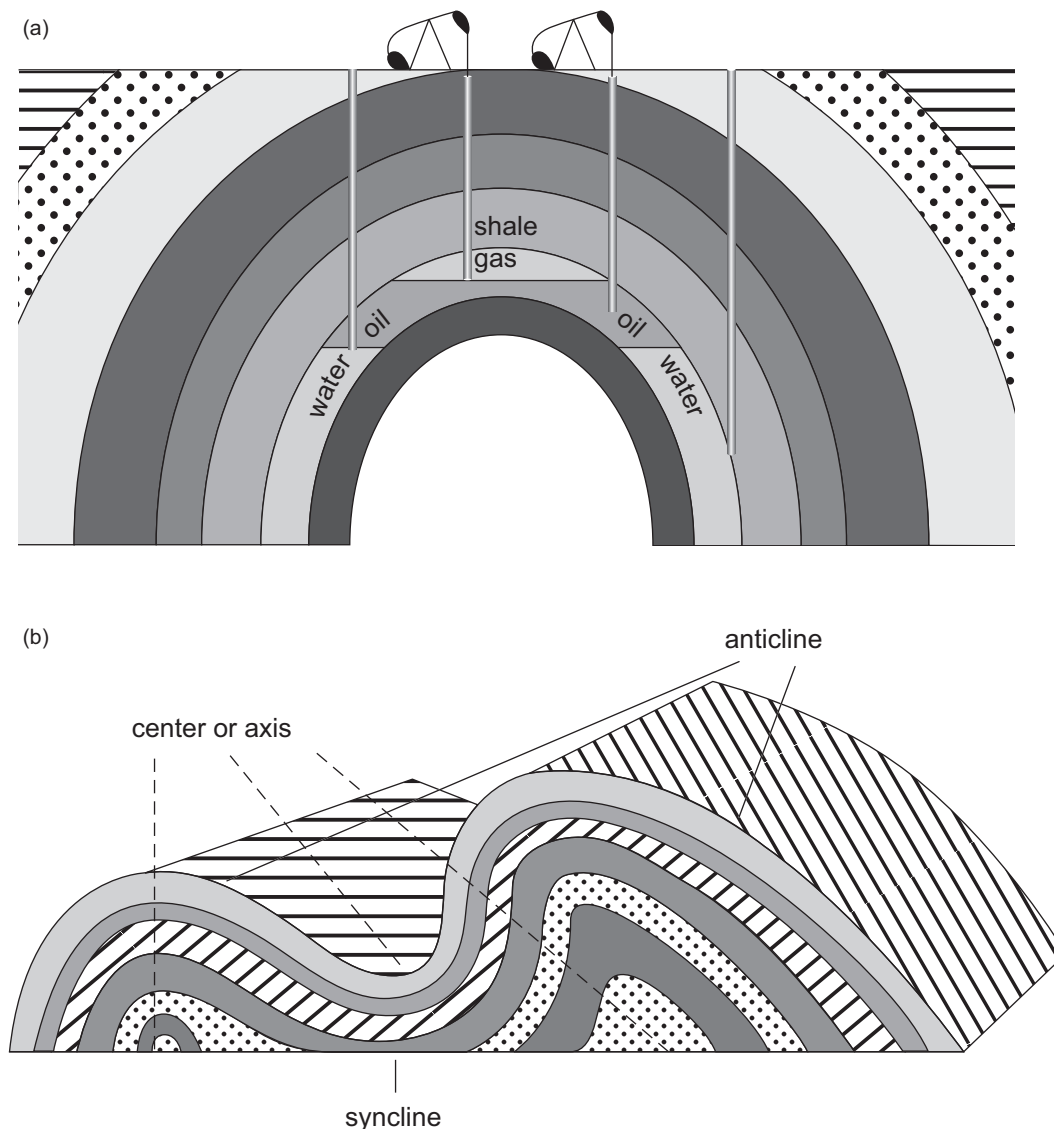 (a)
shale
gas
oil
oil
water
water
(b)
anticline
center or axis
syncline